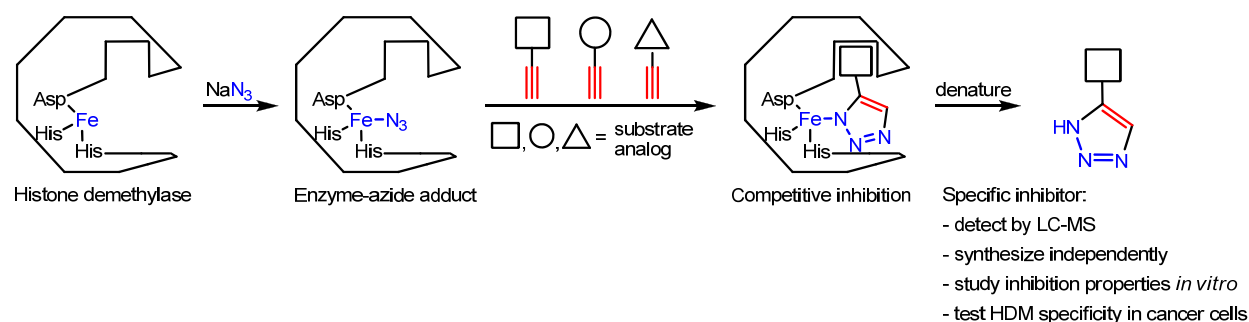 Asp
Fe
His
His
Histone demethylase
NaN3
Asp
Fe
N3
His
His
Enzyme-azide adduct
, , = substrate
analog
Asp
Fe
N
N
N
His
His
Competitive inhibition
denature
HN
N
N
Specific inhibitor:
- detect by LC-MS
- synthesize independently
- study inhibition properties in vitro
- test HDM specificity in cancer cells